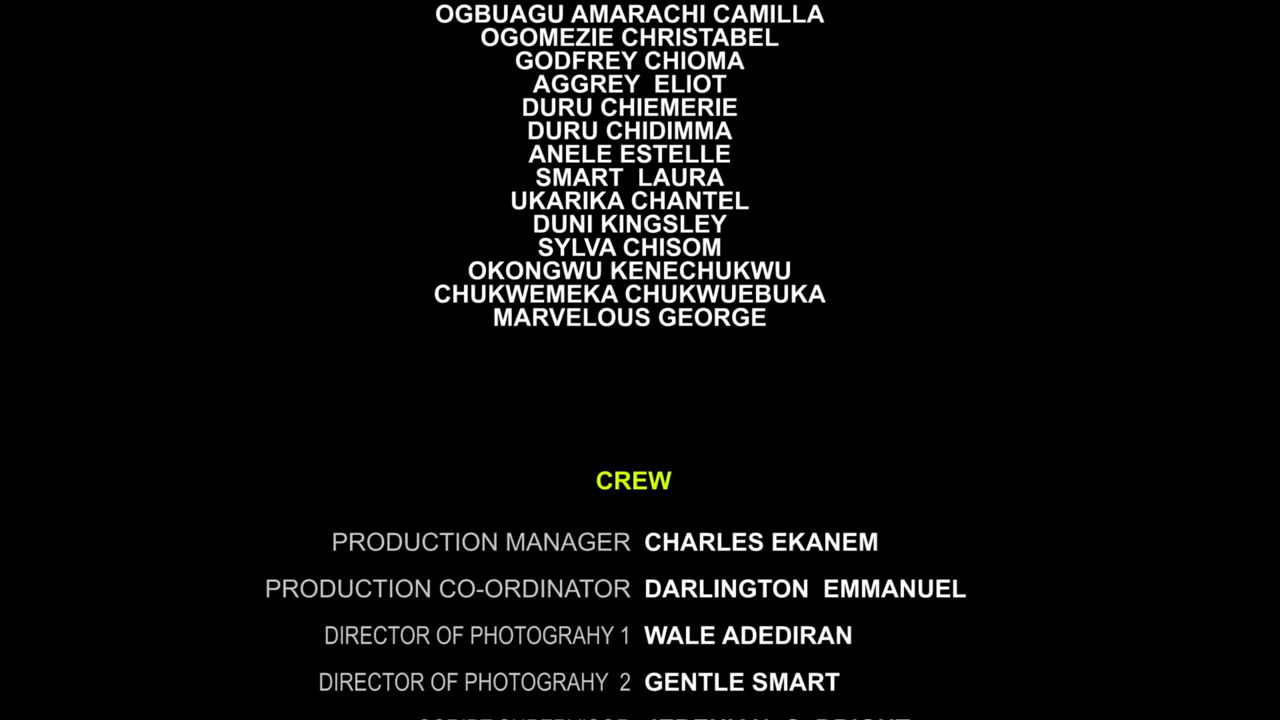 OGBUAGU AMARACHI CAMILLA
OGOMEZIE CHRISTABEL
GODFREY CHIOMA
AGGREY  ELIOT
DURU CHIEMERIE
DURU CHIDIMMA
ANELE ESTELLE
SMART  LAURA
UKARIKA CHANTEL
DUNI KINGSLEY
SYLVA CHISOM
OKONGWU KENECHUKWU
CHUKWEMEKA CHUKWUEBUKA
MARVELOUS GEORGE
CREW
PRODUCTION MANAGER CHARLES EKANEM
PRODUCTION CO-ORDINATOR DARLINGTON  EMMANUEL
DIRECTOR OF PHOTOGRAHY 1 WALE ADEDIRAN
DIRECTOR OF PHOTOGRAHY  2 GENTLE SMART